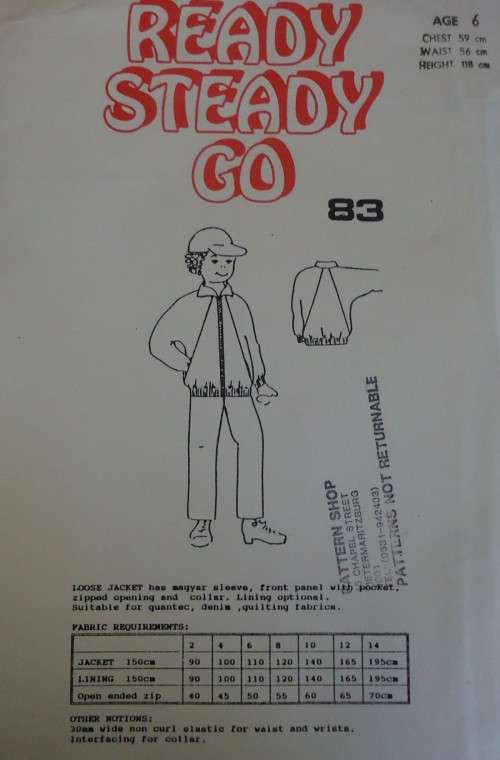 READY
STEADY
GO
AGE 6
CHEST 59 cm
WAIST 56 cm
HEIGHT 118 cm
83
PATTERN SHOP
CHAPEL STREET
PIETERMARITZBURG
TEL: (0331-942403)
PATTERNS NOT RETURNABLE
LOOSE JACKET has magyar sleeve, front panel with pocket,
zipped opening and collar. Lining optional.
Suitable for quantec, denim ,quilting fabrics.
FABRIC REQUIREMENTS:
2 4 6 8 10 12 14
JACKET 150cm 90 100 110 120 140 165 195cm
LINING 150cm 90 100 110 120 140 165 195cm
Open ended zip 40 45 50 55 60 65 70cm
OTHER NOTIONS:
30mm wide non curl elastic for waist and wrists.
Interfacing for collar.